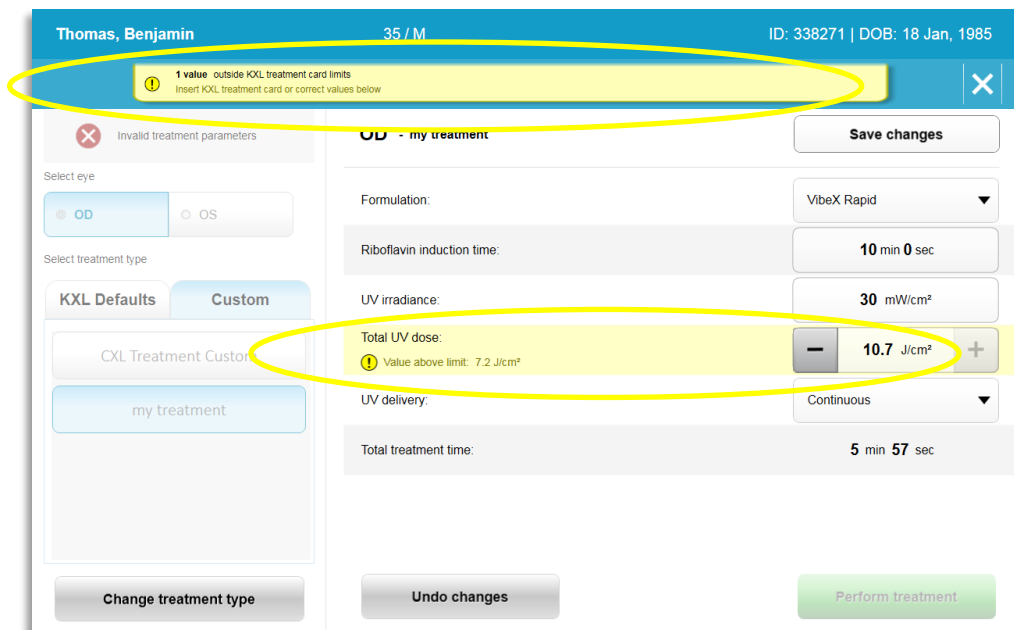 Thomas, Benjamin 35 / M ID: 338271 | DOB: 18 Jan, 1985
1 value outside KXL treatment card limits
Insert KXL treatment card or correct values below
Invalid treatment parameters
OD - my treatment
Save changes
Select eye
OD OS
Select treatment type
KXL Defaults Custom
CXL Treatment Custom
my treatment
Change treatment type
Formulation: VibeX Rapid
Riboflavin induction time: 10 min 0 sec
UV irradiance: 30 mW/cm²
Total UV dose: 10.7 J/cm²
Value above limit: 7.2 J/cm²
UV delivery: Continuous
Total treatment time: 5 min 57 sec
Undo changes
Perform treatment